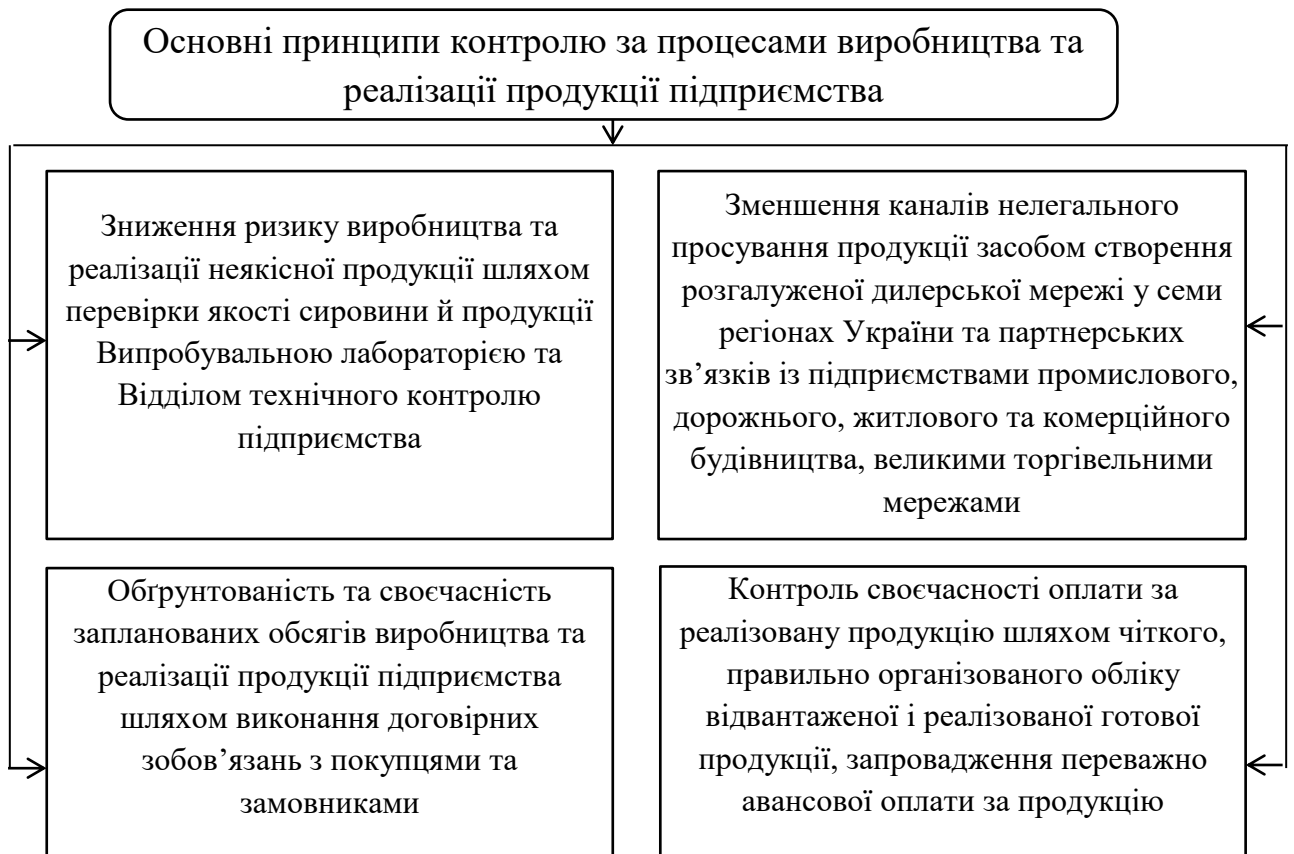 Основні принципи контролю за процесами виробництва та
реалізації продукції підприємства
Зниження ризику виробництва та
реалізації неякісної продукції шляхом
перевірки якості сировини й продукції
Випробувальною лабораторією та
Відділом технічного контролю
підприємства
Зменшення каналів нелегального
просування продукції засобом створення
розгалуженої дилерської мережі у семи
регіонах України та партнерських
зв’язків із підприємствами промислового,
дорожнього, житлового та комерційного
будівництва, великими торгівельними
мережами
Обґрунтованість та своєчасність
запланованих обсягів виробництва та
реалізації продукції підприємства
шляхом виконання договірних
зобов’язань з покупцями та
замовниками
Контроль своєчасності оплати за
реалізовану продукцію шляхом чіткого,
правильно організованого обліку
відвантаженої і реалізованої готової
продукції, запровадження переважно
авансової оплати за продукцію